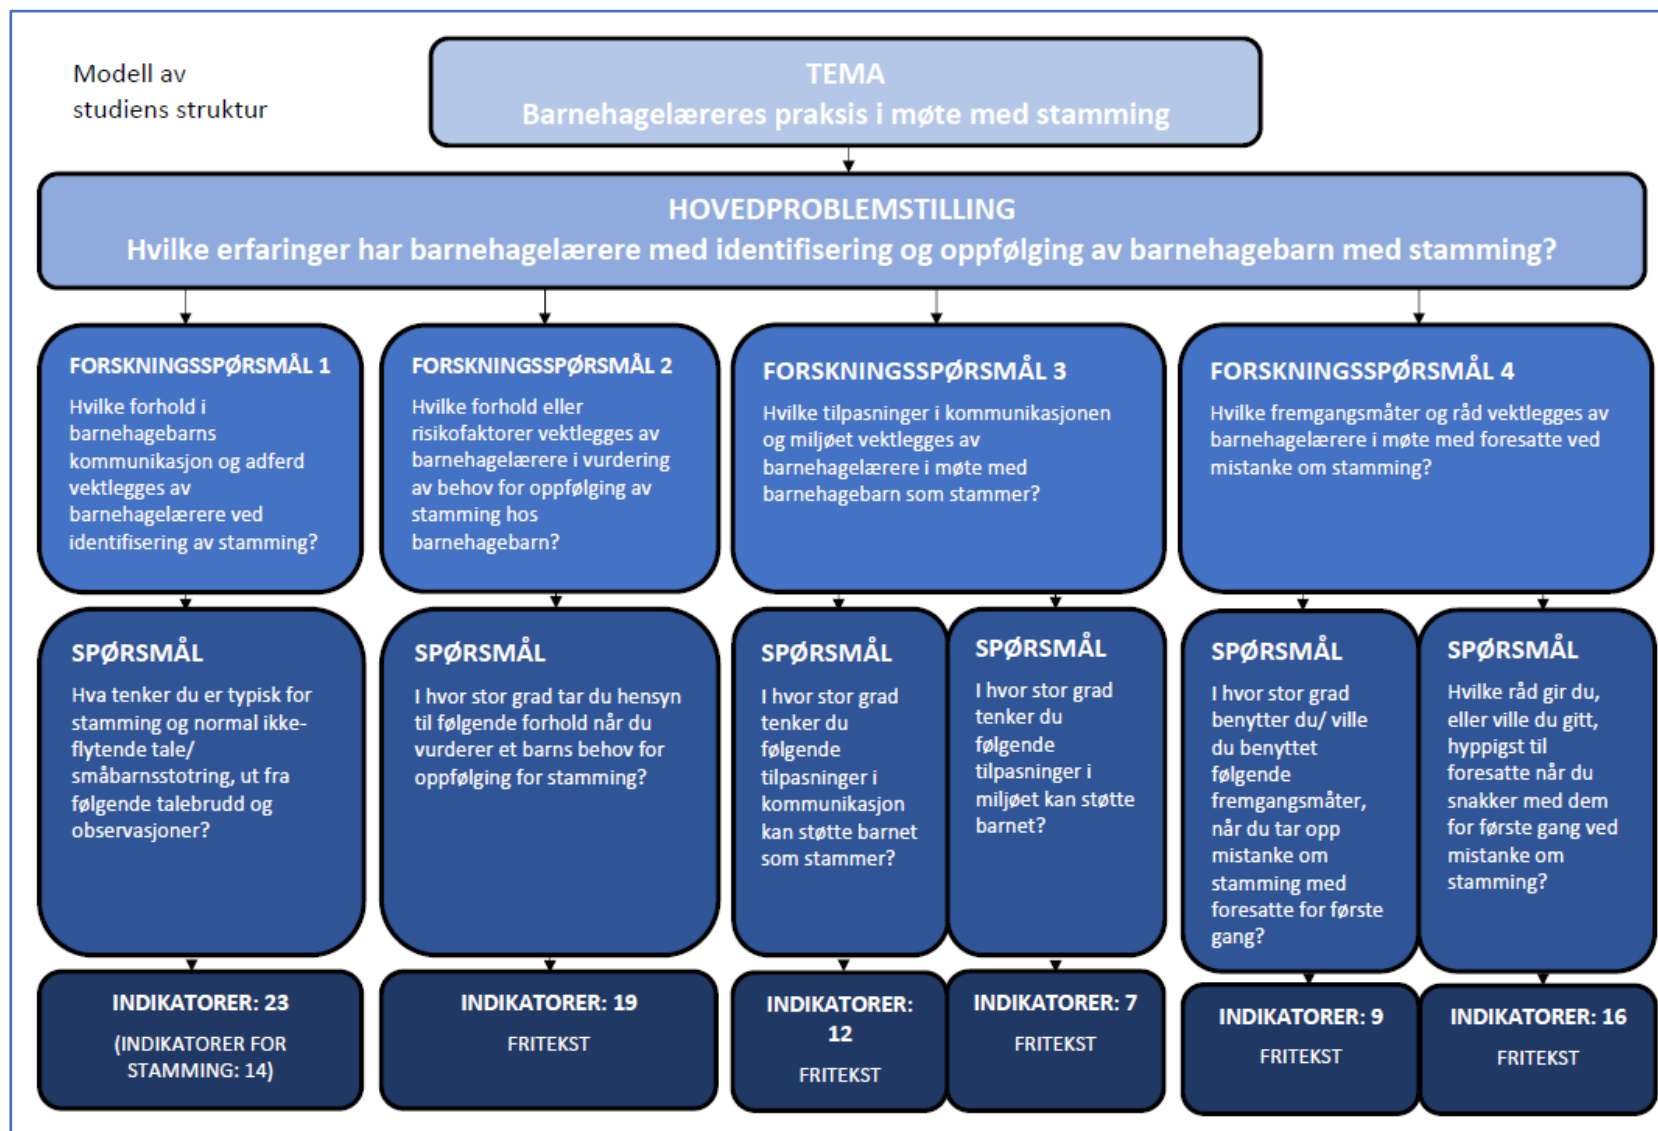 Modell av
studiens struktur
TEMA
Barnehagelæreres praksis i møte med stamming
HOVEDPROBLEMSTILLING
Hvilke erfaringer har barnehagelærere med identifisering og oppfølging av barnehagebarn med stamming?
FORSKNINGSSPØRSMÅL 1
Hvilke forhold i
barnehagebarns
kommunikasjon og adferd
vektlegges av
barnehagelærere ved
identifisering av stamming?
FORSKNINGSSPØRSMÅL 2
Hvilke forhold eller
risikofaktorer vektlegges av
barnehagelærere i vurdering
av behov for oppfølging av
stamming hos
barnehagebarn?
FORSKNINGSSPØRSMÅL 3
Hvilke tilpasninger i kommunikasjonen
og miljøet vektlegges av
barnehagelærere i møte med
barnehagebarn som stammer?
FORSKNINGSSPØRSMÅL 4
Hvilke fremgangsmåter og råd vektlegges av
barnehagelærere i møte med foresatte ved
mistanke om stamming?
SPØRSMÅL
Hva tenker du er typisk for
stamming og normal ikke-
flytende tale/
småbarnsstotring, ut fra
følgende talebrudd og
observasjoner?
SPØRSMÅL
I hvor stor grad tar du hensyn
til følgende forhold når du
vurderer et barns behov for
oppfølging for stamming?
SPØRSMÅL
I hvor stor grad
tenker du
følgende
tilpasninger i
kommunikasjon
kan støtte barnet
som stammer?
SPØRSMÅL
I hvor stor grad
tenker du
følgende
tilpasninger i
miljøet kan støtte
barnet?
SPØRSMÅL
I hvor stor grad
benytter du/ ville
du benyttet
følgende
fremgangsmåter,
når du tar opp
mistanke om
stamming med
foresatte for første
gang?
SPØRSMÅL
Hvilke råd gir du,
eller ville du gitt,
hyppigst til
foresatte når du
snakker med dem
for første gang ved
mistanke om
stamming?
INDIKATORER: 23
(INDIKATORER FOR
STAMMING: 14)
INDIKATORER: 19
FRITEKST
INDIKATORER:
12
FRITEKST
INDIKATORER: 7
FRITEKST
INDIKATORER: 9
FRITEKST
INDIKATORER: 16
FRITEKST